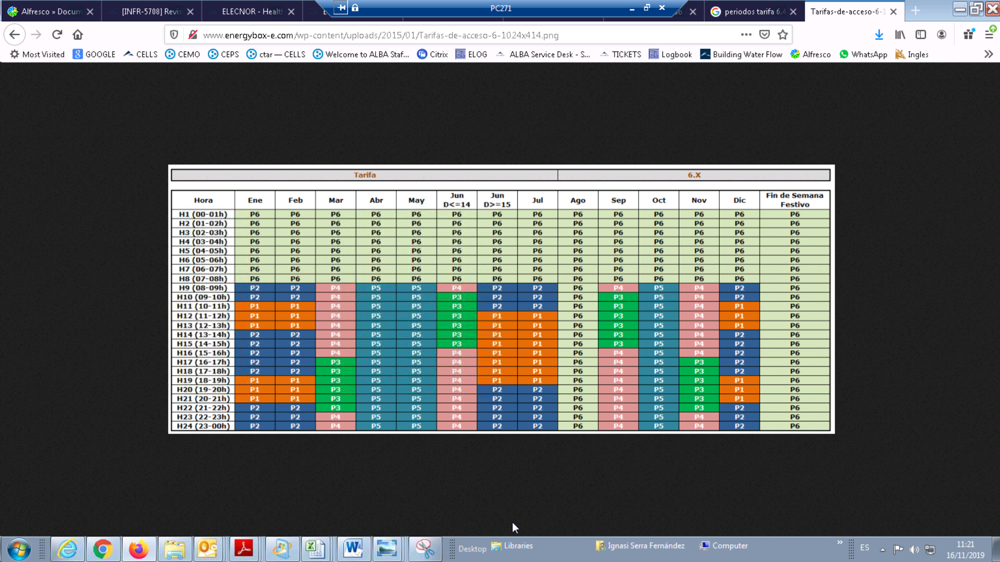 PC271
Alfresco » Docum [INFR-5708] Revis ELECNOR - Healt periodos tarifa 6. Tarifas-de-acceso-6-1
www.energybox-e.com/wp-content/uploads/2015/01/Tarifas-de-acceso-6-1024x414.png
Most Visited GOOGLE CELLS CEMO CEPS ctar — CELLS Welcome to ALBA Staf... Citrix ELOG ALBA Service Desk - S... TICKETS Logbook Building Water Flow Alfresco WhatsApp Ingles
Tarifa 6.X
Hora Ene Feb Mar Abr May Jun D<=14 Jun D>=15 Jul Ago Sep Oct Nov Dic Fin de Semana Festivo
H1 (00-01h) P6 P6 P6 P6 P6 P6 P6 P6 P6 P6 P6 P6 P6 P6
H2 (01-02h) P6 P6 P6 P6 P6 P6 P6 P6 P6 P6 P6 P6 P6 P6
H3 (02-03h) P6 P6 P6 P6 P6 P6 P6 P6 P6 P6 P6 P6 P6 P6
H4 (03-04h) P6 P6 P6 P6 P6 P6 P6 P6 P6 P6 P6 P6 P6 P6
H5 (04-05h) P6 P6 P6 P6 P6 P6 P6 P6 P6 P6 P6 P6 P6 P6
H6 (05-06h) P6 P6 P6 P6 P6 P6 P6 P6 P6 P6 P6 P6 P6 P6
H7 (06-07h) P6 P6 P6 P6 P6 P6 P6 P6 P6 P6 P6 P6 P6 P6
H8 (07-08h) P6 P6 P6 P6 P6 P6 P6 P6 P6 P6 P6 P6 P6 P6
H9 (08-09h) P2 P2 P4 P5 P5 P4 P2 P2 P6 P4 P5 P4 P2 P6
H10 (09-10h) P2 P2 P4 P5 P5 P3 P2 P2 P6 P3 P5 P4 P2 P6
H11 (10-11h) P1 P1 P4 P5 P5 P3 P2 P2 P6 P3 P5 P4 P1 P6
H12 (11-12h) P1 P1 P4 P5 P5 P3 P1 P1 P6 P3 P5 P4 P1 P6
H13 (12-13h) P1 P1 P4 P5 P5 P3 P1 P1 P6 P3 P5 P4 P1 P6
H14 (13-14h) P2 P2 P4 P5 P5 P3 P1 P1 P6 P3 P5 P4 P2 P6
H15 (14-15h) P2 P2 P4 P5 P5 P3 P1 P1 P6 P3 P5 P4 P2 P6
H16 (15-16h) P2 P2 P4 P5 P5 P4 P1 P1 P6 P4 P5 P4 P2 P6
H17 (16-17h) P2 P2 P3 P5 P5 P4 P1 P1 P6 P4 P5 P3 P2 P6
H18 (17-18h) P2 P2 P3 P5 P5 P4 P1 P1 P6 P4 P5 P3 P2 P6
H19 (18-19h) P1 P1 P3 P5 P5 P4 P1 P1 P6 P4 P5 P3 P1 P6
H20 (19-20h) P1 P1 P3 P5 P5 P4 P2 P2 P6 P4 P5 P3 P1 P6
H21 (20-21h) P1 P1 P3 P5 P5 P4 P2 P2 P6 P4 P5 P3 P1 P6
H22 (21-22h) P2 P2 P3 P5 P5 P4 P2 P2 P6 P4 P5 P3 P2 P6
H23 (22-23h) P2 P2 P4 P5 P5 P4 P2 P2 P6 P4 P5 P4 P2 P6
H24 (23-00h) P2 P2 P4 P5 P5 P4 P2 P2 P6 P4 P5 P4 P2 P6
Desktop Libraries Ignasi Serra Fernández Computer ES 11:21
16/11/2019